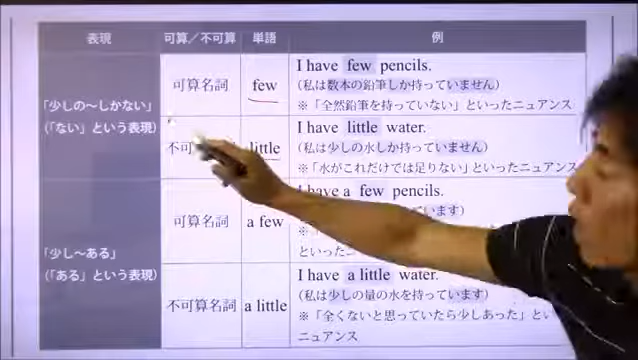 表現 可算／不可算 単語 例
「少しの～しかない」
(「ない」という表現)
可算名詞 few
I have few pencils.
(私は数本の鉛筆しか持っていません)
※「全然鉛筆を持っていない」といったニュアンス
不可 little
I have little water.
(私は少しの水しか持っていません)
※「水がこれだけでは足りない」といったニュアンス
「少し～ある」
(「ある」という表現)
可算名詞 a few
I have a few pencils.
います)
※
といった
不可算名詞 a little
I have a little water.
(私は少しの量の水を持っています)
※「全くないと思っていたら少しあった」とい
ニュアンス